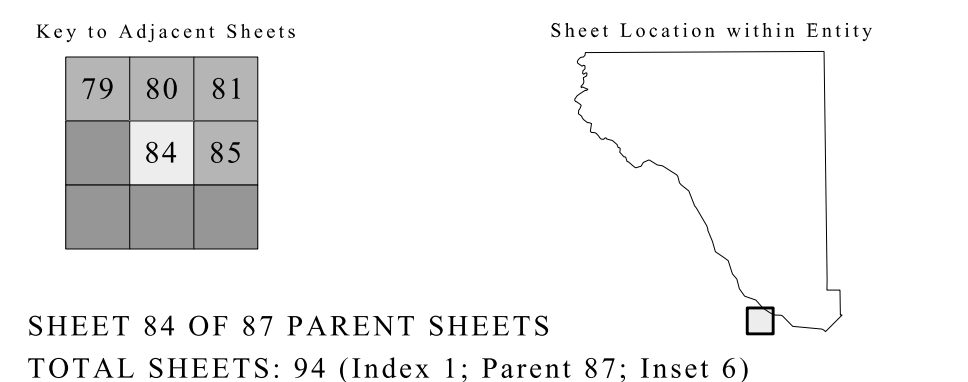 Key to Adjacent Sheets
Sheet Location within Entity
79 80 81
84 85
SHEET 84 OF 87 PARENT SHEETS
TOTAL SHEETS: 94 (Index 1; Parent 87; Inset 6)